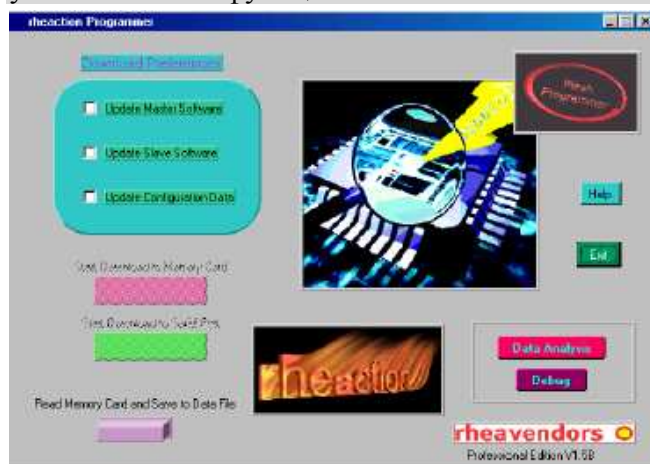 rheaction Programmer
Download Preferences
Update Master Software
Update Slave Software
Update Configuration Data
Rhea
Programmer
Help
Exit
Start Download to Memory Card
Start Download to Serial Port
Read Memory Card and Save to Data File
rheaction
Data Analysis
Debug
rheavendors
Professional Edition V1.5B